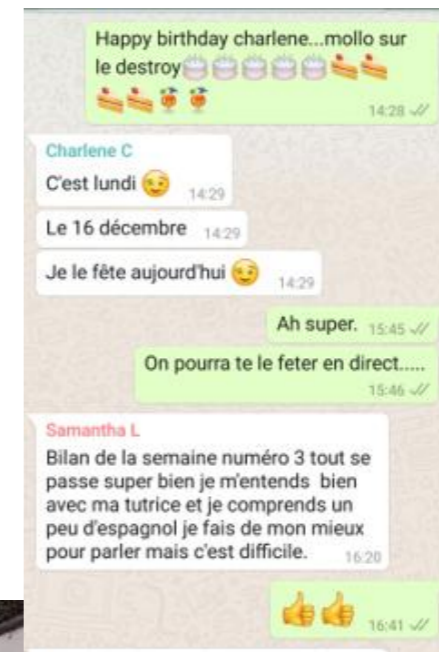 Happy birthday charlene...mollo sur
le destroy🎂🎂🎂🎂🎂🍰🍰
🍰🍰🍹🍹
14:28
Charlene C
C'est lundi 😉 14:29
Le 16 décembre 14:29
Je le fête aujourd'hui 😉 14:29
Ah super. 15:45
On pourra te le feter en direct.....
15:46
Samantha L
Bilan de la semaine numéro 3 tout se
passe super bien je m'entends bien
avec ma tutrice et je comprends un
peu d'espagnol je fais de mon mieux
pour parler mais c'est difficile. 16:20
👍👍 16:41